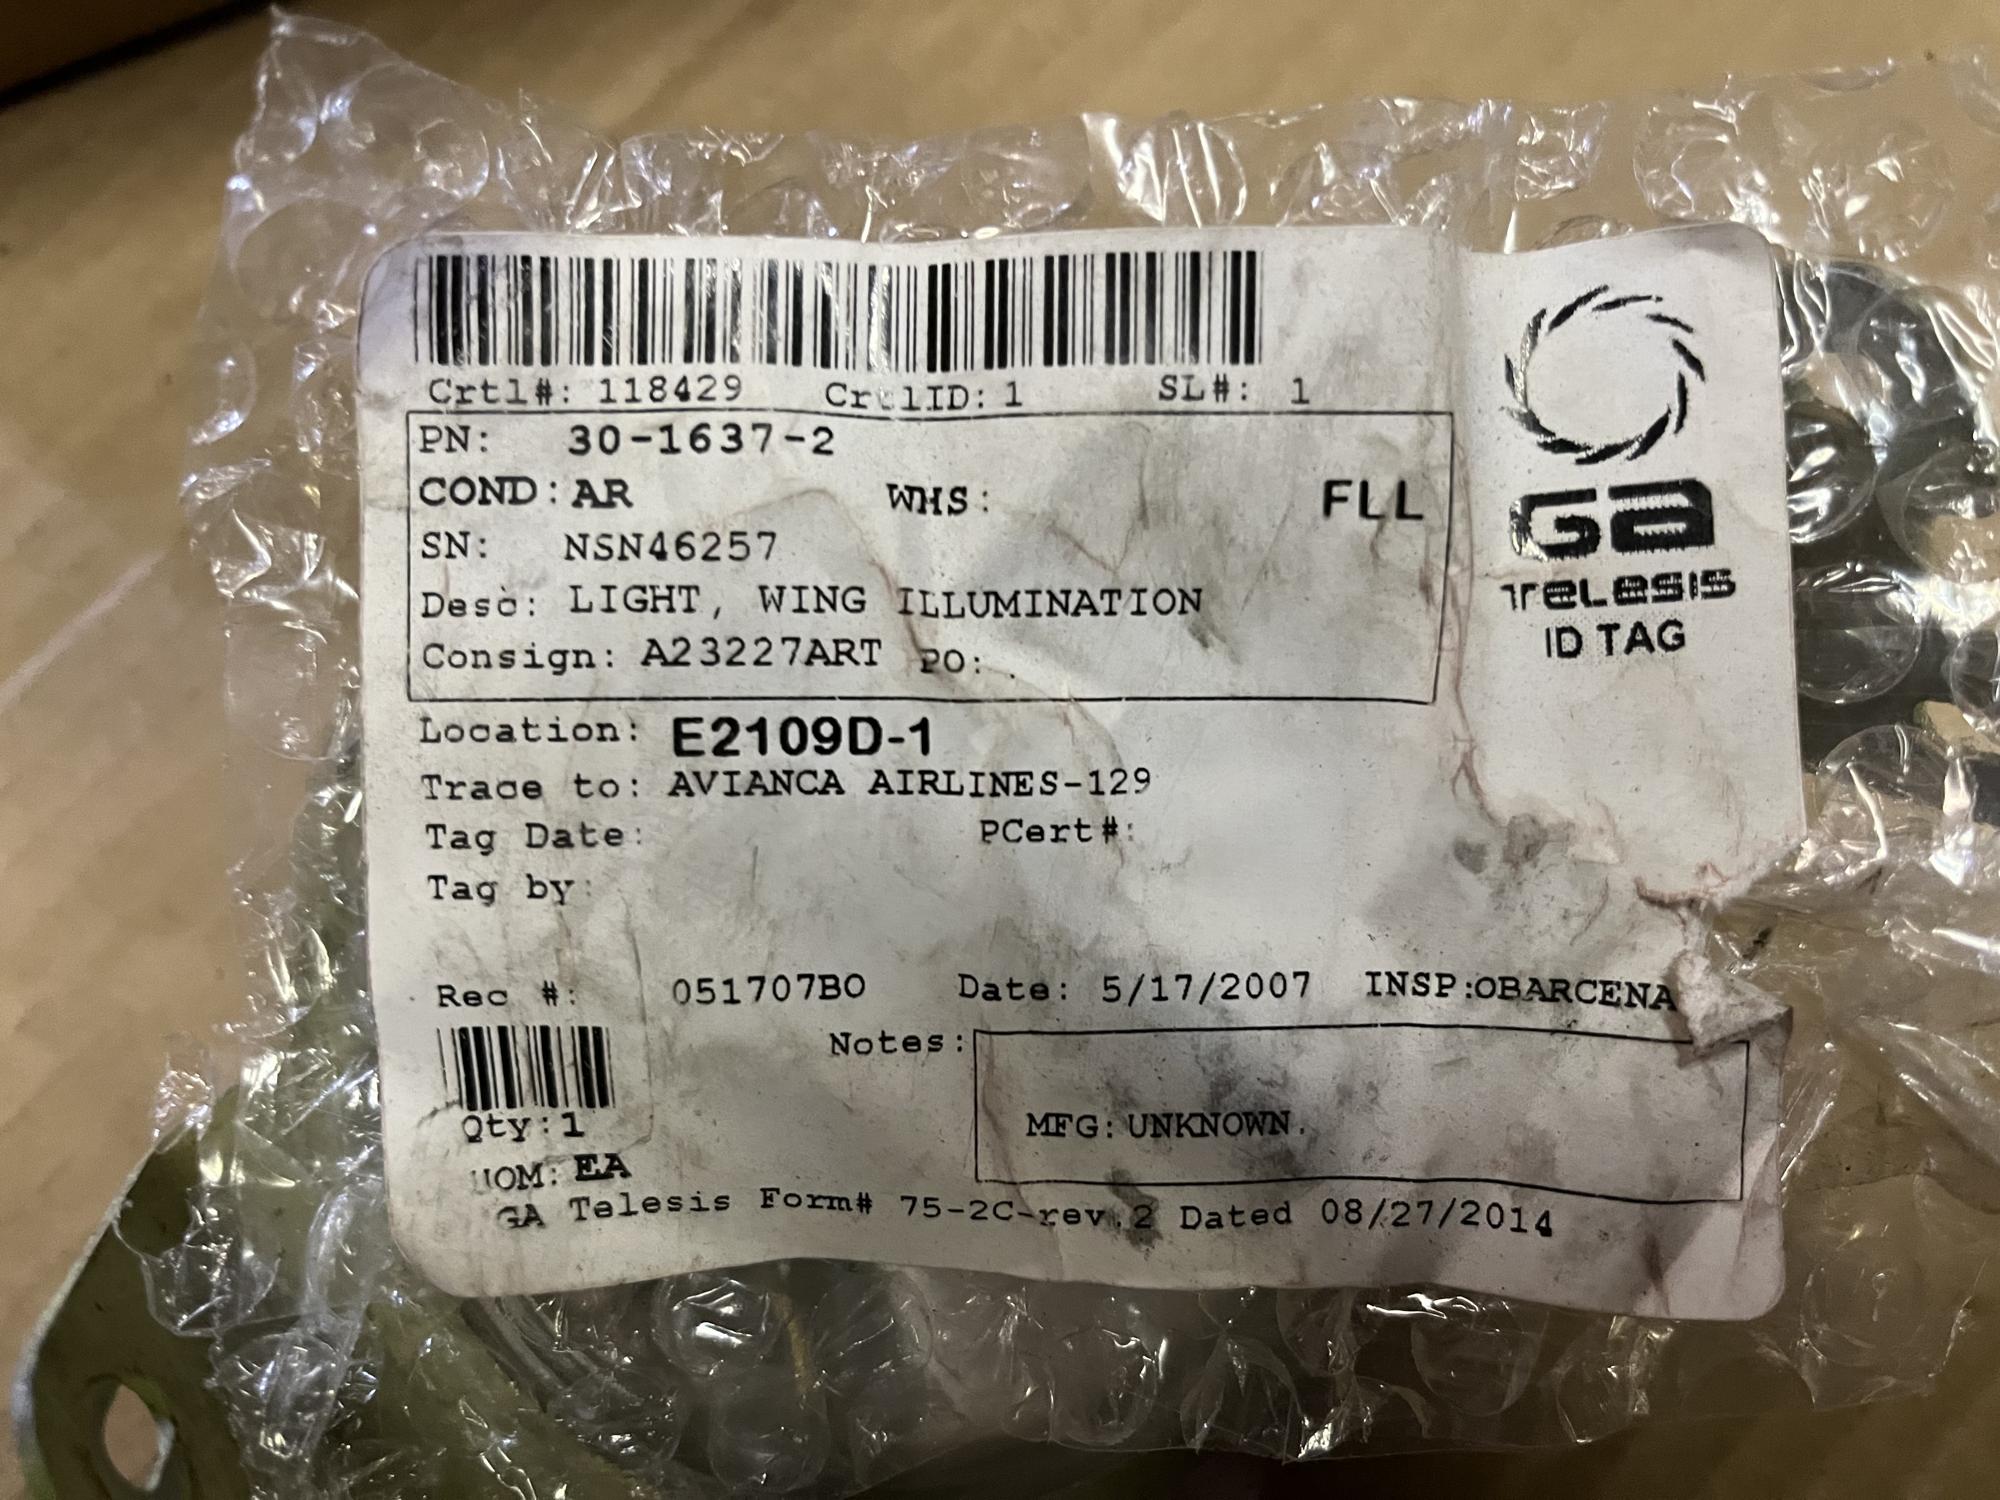 Crtl#: 118429 CrtlID: 1 SL#: 1
PN: 30-1637-2
COND: AR WHS: FLL
SN: NSN46257
Desc: LIGHT, WING ILLUMINATION
Consign: A23227ART PO:
GA
TELESIS
ID TAG
Location: E2109D-1
Trace to: AVIANCA AIRLINES-129
Tag Date: PCert#:
Tag by:
Rec #: 051707BO Date: 5/17/2007 INSP:OBARCENA
Notes:
MFG: UNKNOWN.
Qty: 1
UOM: EA
GA Telesis Form# 75-2C-rev.2 Dated 08/27/2014